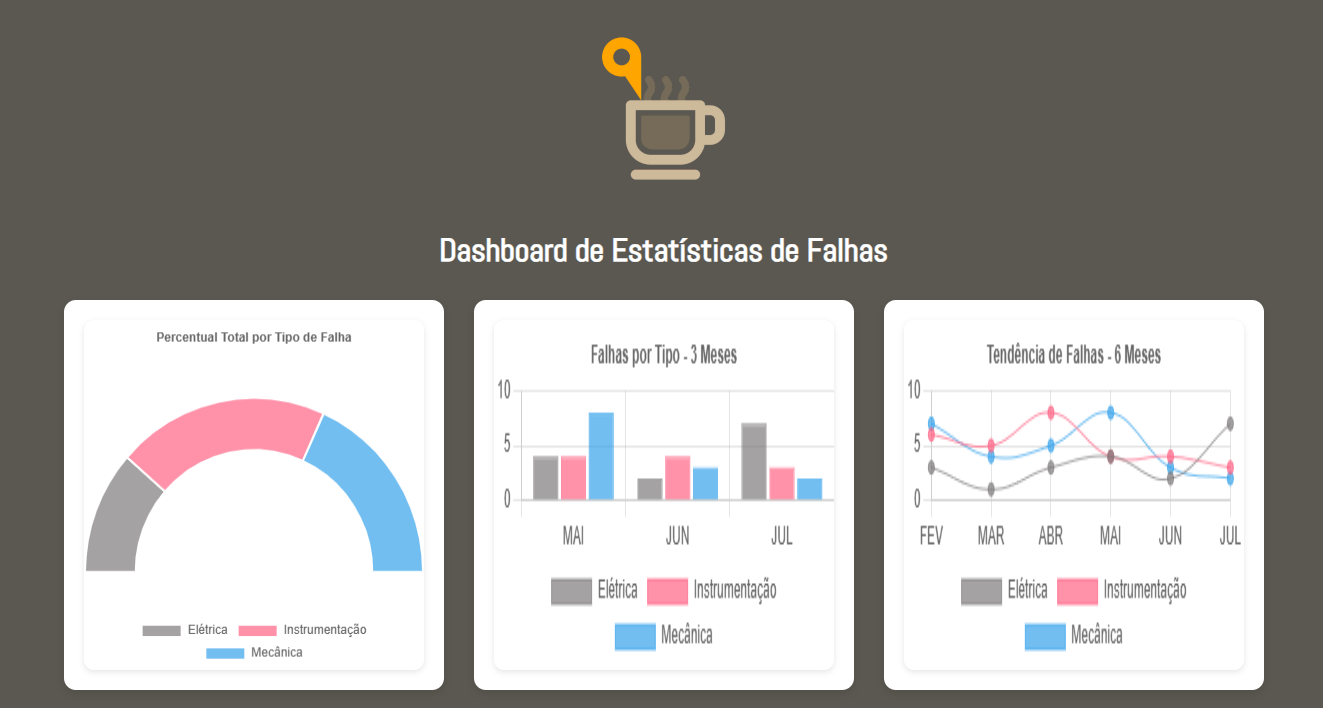 Dashboard de Estatísticas de Falhas
Percentual Total por Tipo de Falha
Elétrica Instrumentação
Mecânica
Falhas por Tipo - 3 Meses
10
5
0
MAI JUN JUL
Elétrica Instrumentação
Mecânica
Tendência de Falhas - 6 Meses
10
5
0
FEV MAR ABR MAI JUN JUL
Elétrica Instrumentação
Mecânica